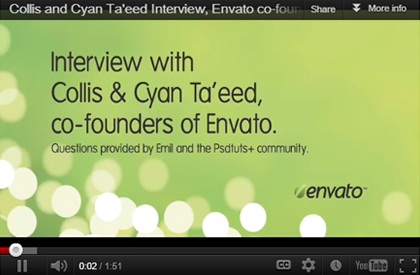 Collis and Cyan Ta'eed Interview, Envato co-foun
Share
More info
Interview with
Collis & Cyan Ta'eed,
co-founders of Envato.
Questions provided by Emil and the Psdtuts+ community.
envato™
0:02 / 1:51
CC
YouTube